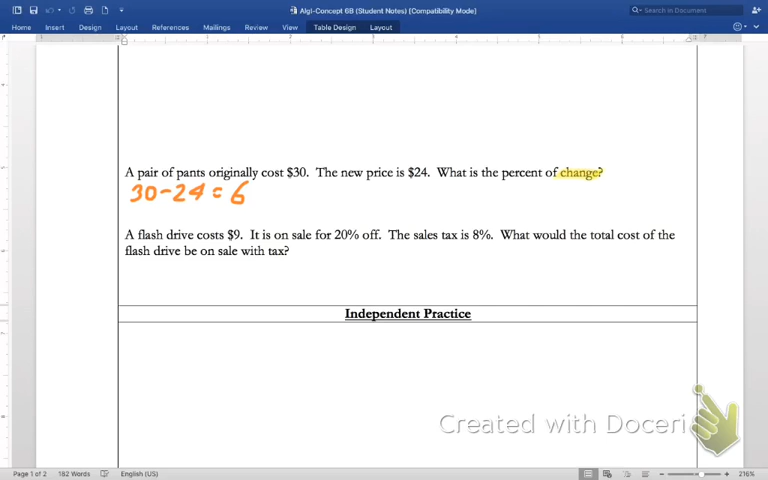 AlgI-Concept 6B (Student Notes) [Compatibility Mode]
Search in Document
Home Insert Design Layout References Mailings Review View Table Design Layout
A pair of pants originally cost $30. The new price is $24. What is the percent of change?
30-24=6
A flash drive costs $9. It is on sale for 20% off. The sales tax is 8%. What would the total cost of the
flash drive be on sale with tax?
Independent Practice
Created with Doceri
Page 1 of 2 182 Words English (US) 216%